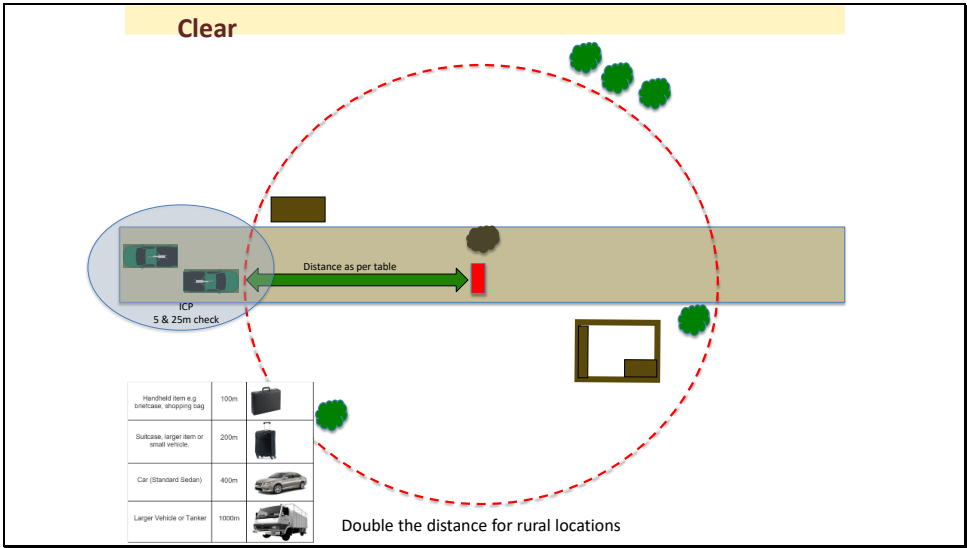 Clear
Distance as per table
ICP
5 & 25m check
Handheld item e.g
briefcase, shopping bag
100m
Suitcase, larger item or
small vehicle.
200m
Car (Standard Sedan)
400m
Larger Vehicle or Tanker
1000m
Double the distance for rural locations